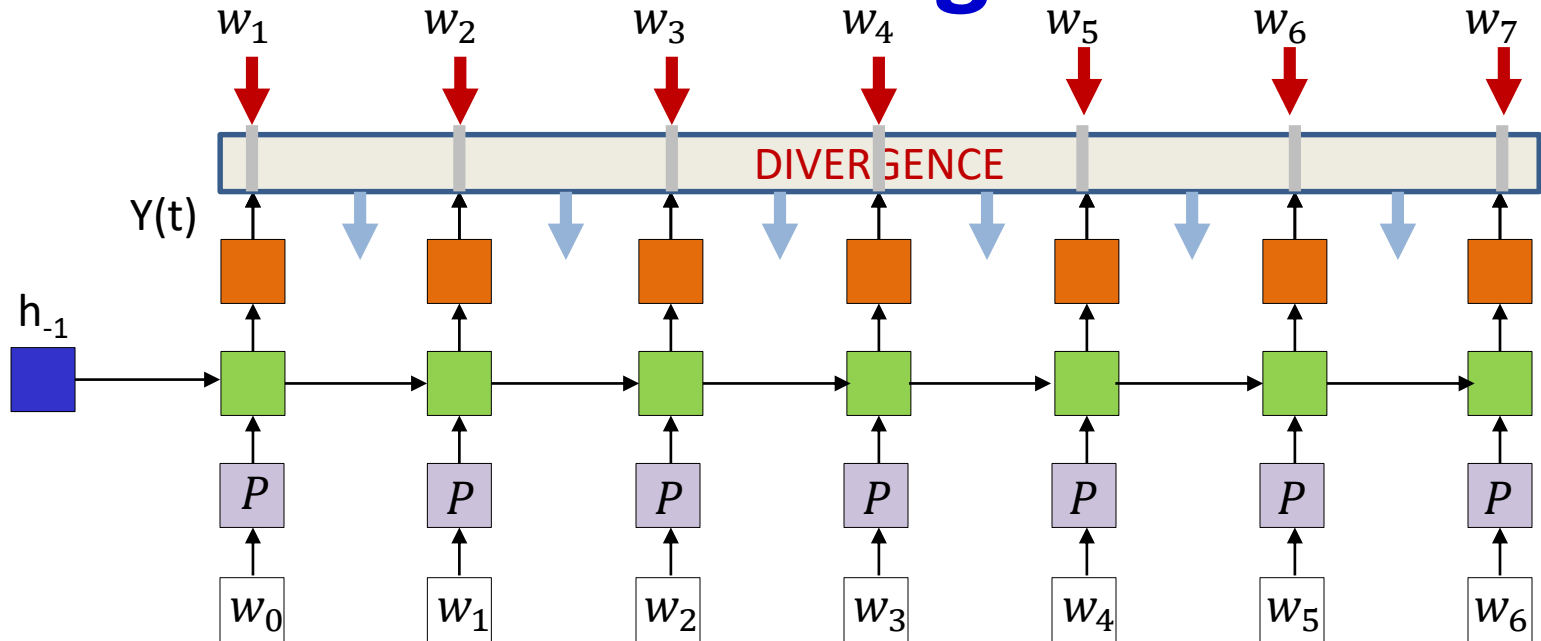 g
w₁ w₂ w₃ w₄ w₅ w₆ w₇
DIVERGENCE
Y(t)
h₋₁
P P P P P P P
w₀ w₁ w₂ w₃ w₄ w₅ w₆